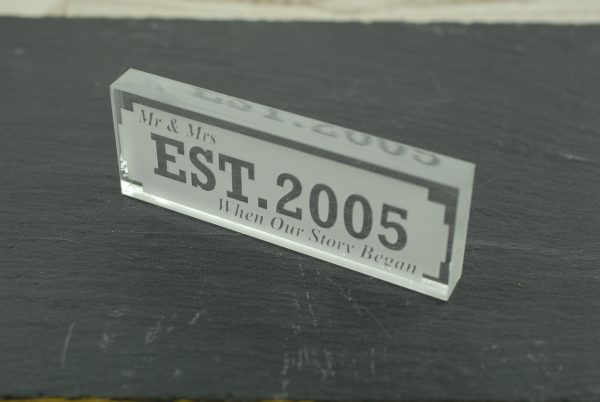 Mr & Mrs
EST.2005
When Our Story Began